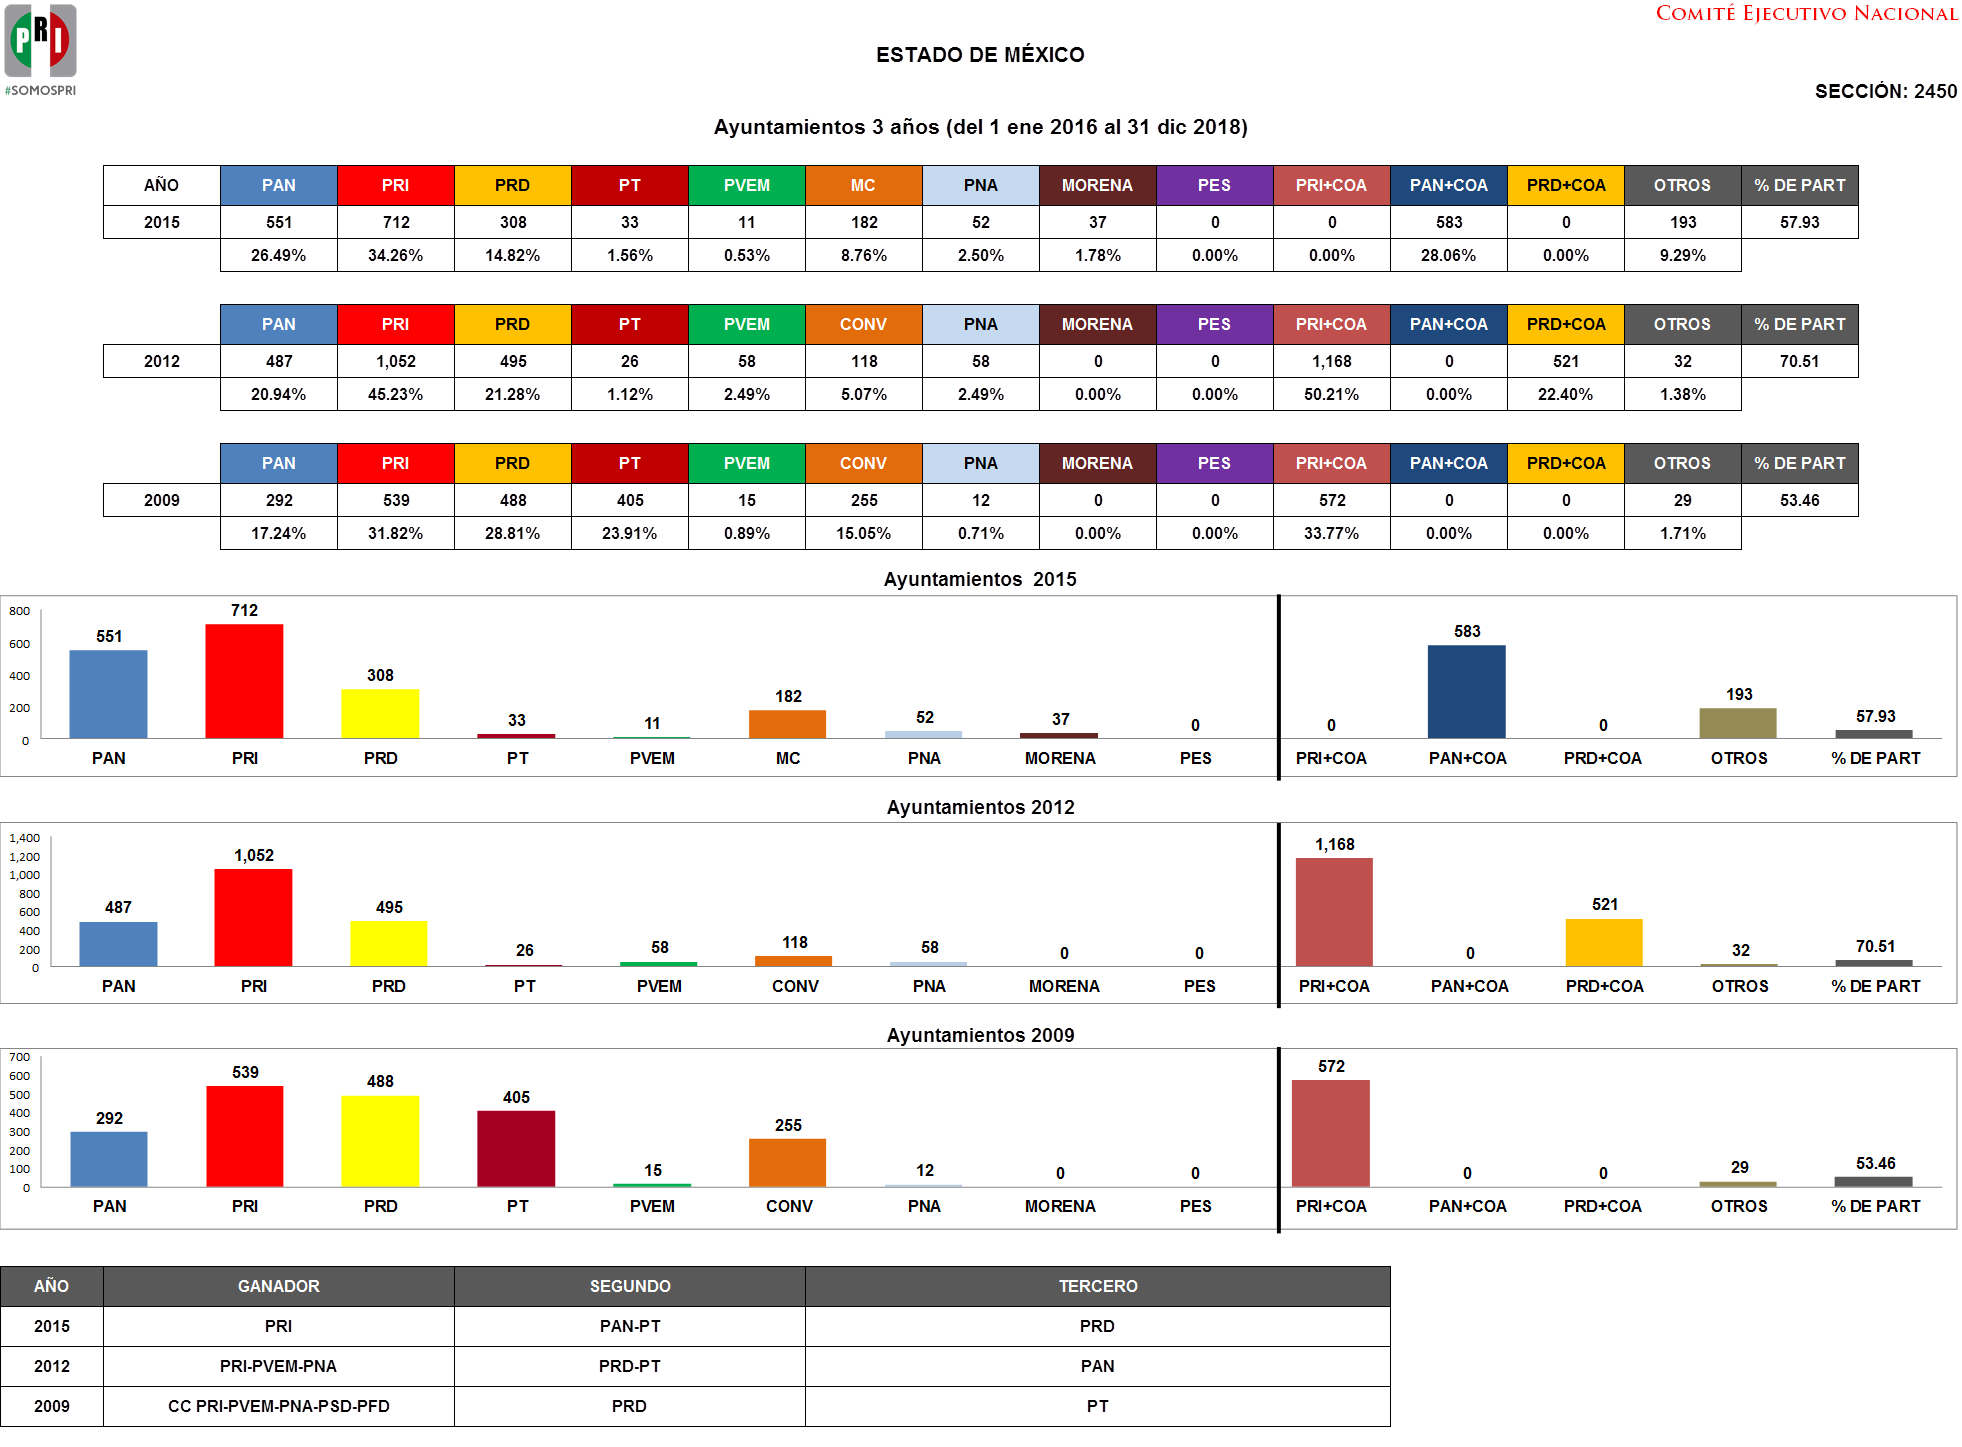 PRI
#SOMOSPRI
COMITÉ EJECUTIVO NACIONAL
ESTADO DE MÉXICO
SECCIÓN: 2450
Ayuntamientos 3 años (del 1 ene 2016 al 31 dic 2018)
AÑO PAN PRI PRD PT PVEM MC PNA MORENA PES PRI+COA PAN+COA PRD+COA OTROS % DE PART
2015 551 712 308 33 11 182 52 37 0 0 583 0 193 57.93
26.49% 34.26% 14.82% 1.56% 0.53% 8.76% 2.50% 1.78% 0.00% 0.00% 28.06% 0.00% 9.29%
PAN PRI PRD PT PVEM CONV PNA MORENA PES PRI+COA PAN+COA PRD+COA OTROS % DE PART
2012 487 1,052 495 26 58 118 58 0 0 1,168 0 521 32 70.51
20.94% 45.23% 21.28% 1.12% 2.49% 5.07% 2.49% 0.00% 0.00% 50.21% 0.00% 22.40% 1.38%
PAN PRI PRD PT PVEM CONV PNA MORENA PES PRI+COA PAN+COA PRD+COA OTROS % DE PART
2009 292 539 488 405 15 255 12 0 0 572 0 0 29 53.46
17.24% 31.82% 28.81% 23.91% 0.89% 15.05% 0.71% 0.00% 0.00% 33.77% 0.00% 0.00% 1.71%
Ayuntamientos 2015
800
600
400
200
0
551 712 308 33 11 182 52 37 0 0 583 0 193 57.93
PAN PRI PRD PT PVEM MC PNA MORENA PES PRI+COA PAN+COA PRD+COA OTROS % DE PART
Ayuntamientos 2012
1,400
1,200
1,000
800
600
400
200
0
487 1,052 495 26 58 118 58 0 0 1,168 0 521 32 70.51
PAN PRI PRD PT PVEM CONV PNA MORENA PES PRI+COA PAN+COA PRD+COA OTROS % DE PART
Ayuntamientos 2009
700
600
500
400
300
200
100
0
292 539 488 405 15 255 12 0 0 572 0 0 29 53.46
PAN PRI PRD PT PVEM CONV PNA MORENA PES PRI+COA PAN+COA PRD+COA OTROS % DE PART
AÑO GANADOR SEGUNDO TERCERO
2015 PRI PAN-PT PRD
2012 PRI-PVEM-PNA PRD-PT PAN
2009 CC PRI-PVEM-PNA-PSD-PFD PRD PT